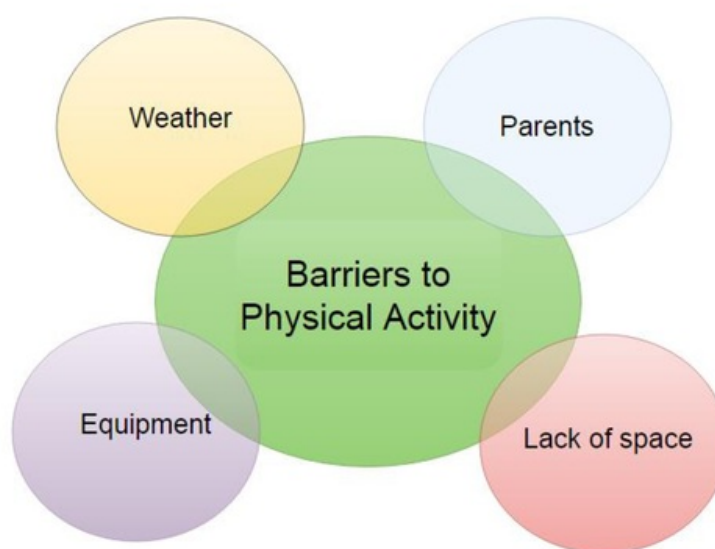 Weather
Parents
Barriers to
Physical Activity
Equipment
Lack of space